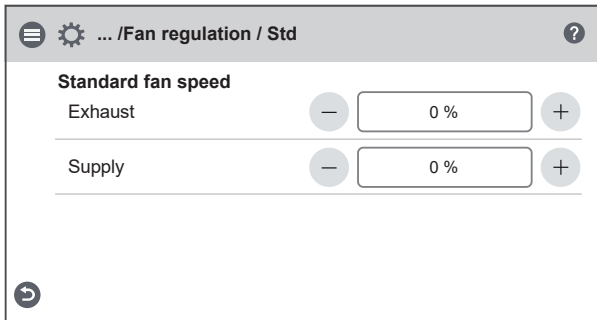 ... /Fan regulation / Std ?
Standard fan speed
Exhaust − 0 % +
Supply − 0 % +